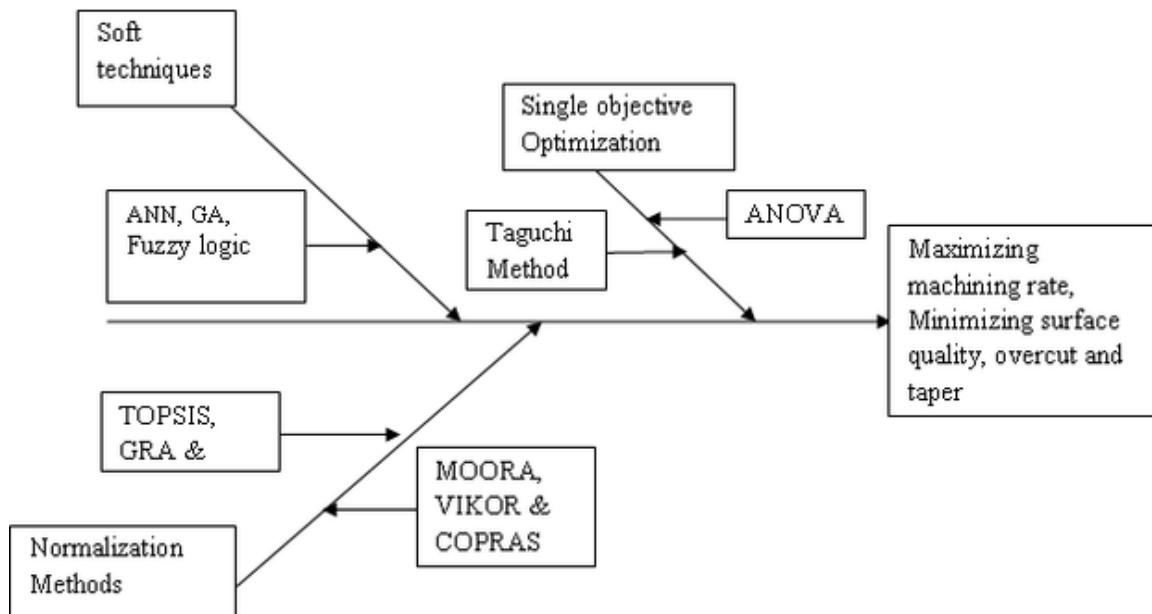 Soft
techniques
Single objective
Optimization
ANN, GA,
Fuzzy logic
Taguchi
Method
ANOVA
Maximizing
machining rate,
Minimizing surface
quality, overcut and
taper
TOPSIS,
GRA &
MOORA,
VIKOR &
COPRAS
Normalization
Methods